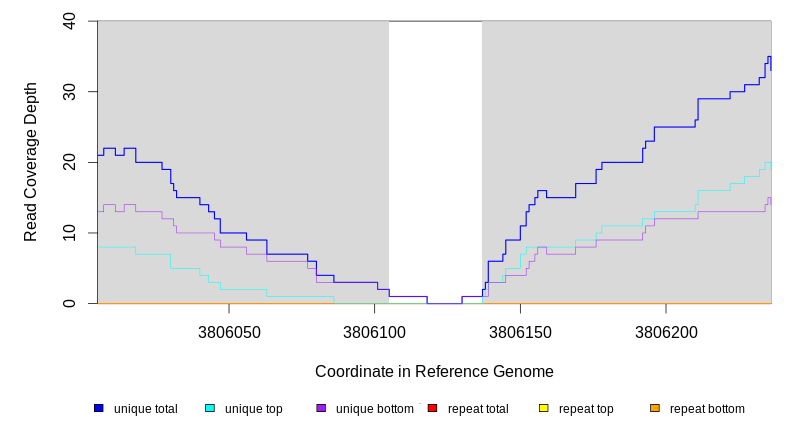 40
30
20
10
0
Read Coverage Depth
3806050 3806100 3806150 3806200
Coordinate in Reference Genome
unique total unique top unique bottom repeat total repeat top repeat bottom